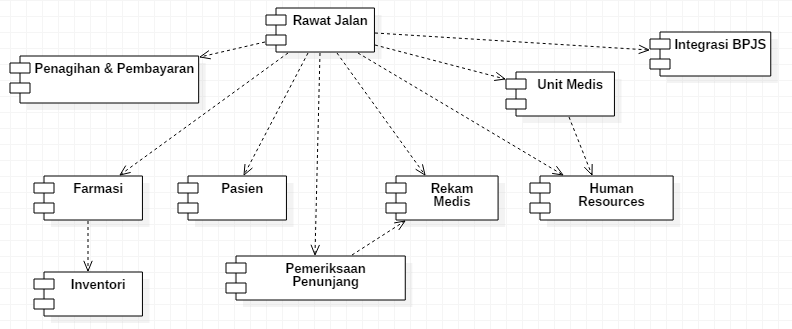 Rawat Jalan
Integrasi BPJS
Penagihan & Pembayaran
Unit Medis
Farmasi
Pasien
Rekam
Medis
Human
Resources
Pemeriksaan
Penunjang
Inventori